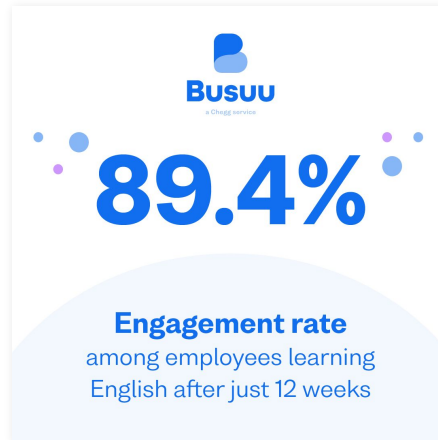 Busuu
a Chegg service
89.4%
Engagement rate
among employees learning
English after just 12 weeks